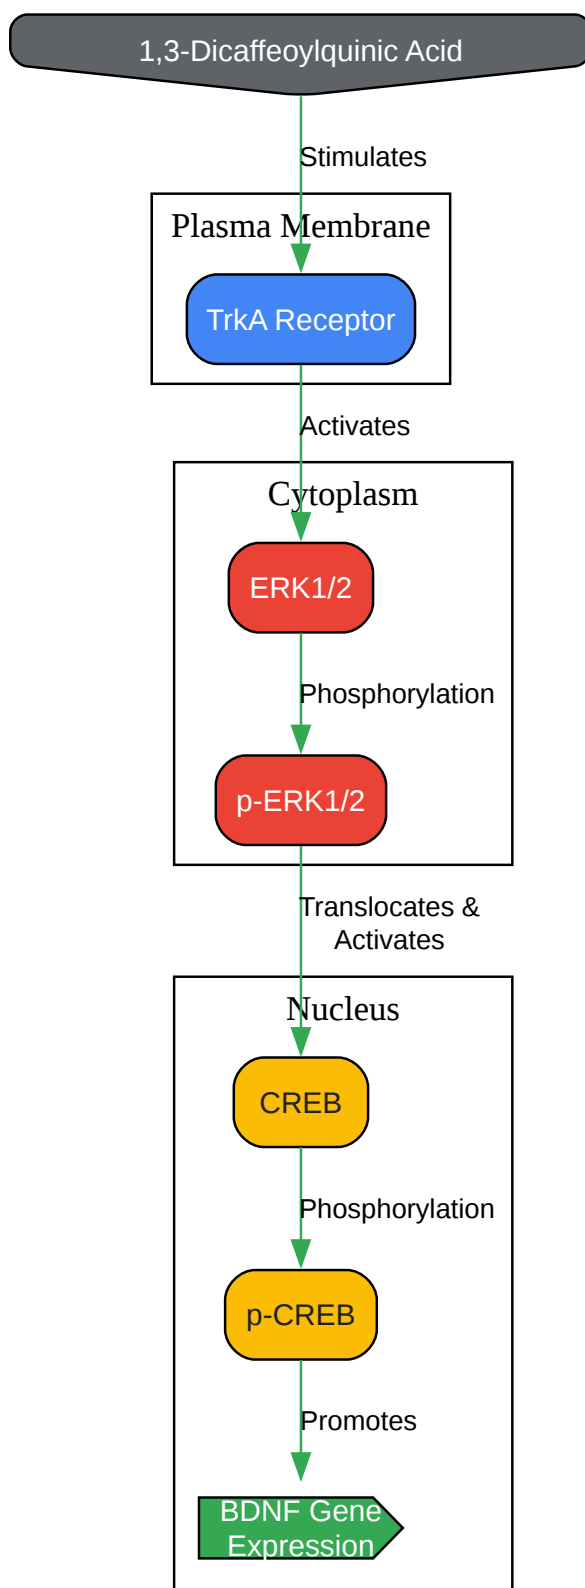 1,3-Dicaffeoylquinic Acid
Stimulates
Plasma Membrane
TrkA Receptor
Activates
Cytoplasm
ERK1/2
Phosphorylation
p-ERK1/2
Translocates &
Activates
Nucleus
CREB
Phosphorylation
p-CREB
Promotes
BDNF Gene
Expression